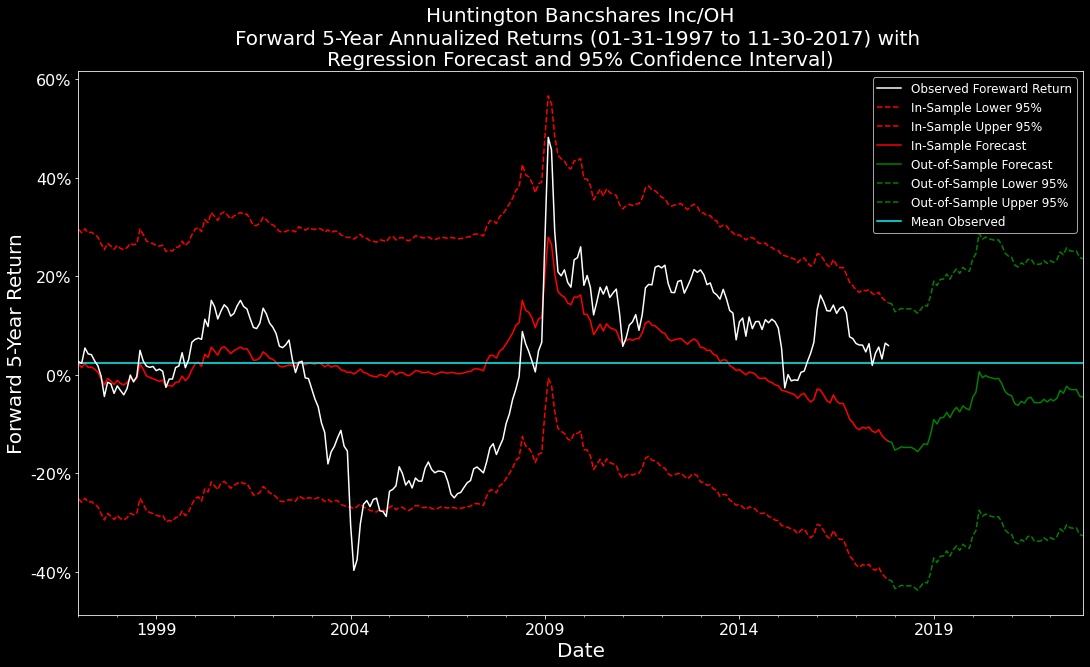 Huntington Bancshares Inc/OH
Forward 5-Year Annualized Returns (01-31-1997 to 11-30-2017) with
Regression Forecast and 95% Confidence Interval)
Forward 5-Year Return
60%
40%
20%
0%
-20%
-40%
Observed Foreward Return
In-Sample Lower 95%
In-Sample Upper 95%
In-Sample Forecast
Out-of-Sample Forecast
Out-of-Sample Lower 95%
Out-of-Sample Upper 95%
Mean Observed
1999 2004 2009 2014 2019
Date